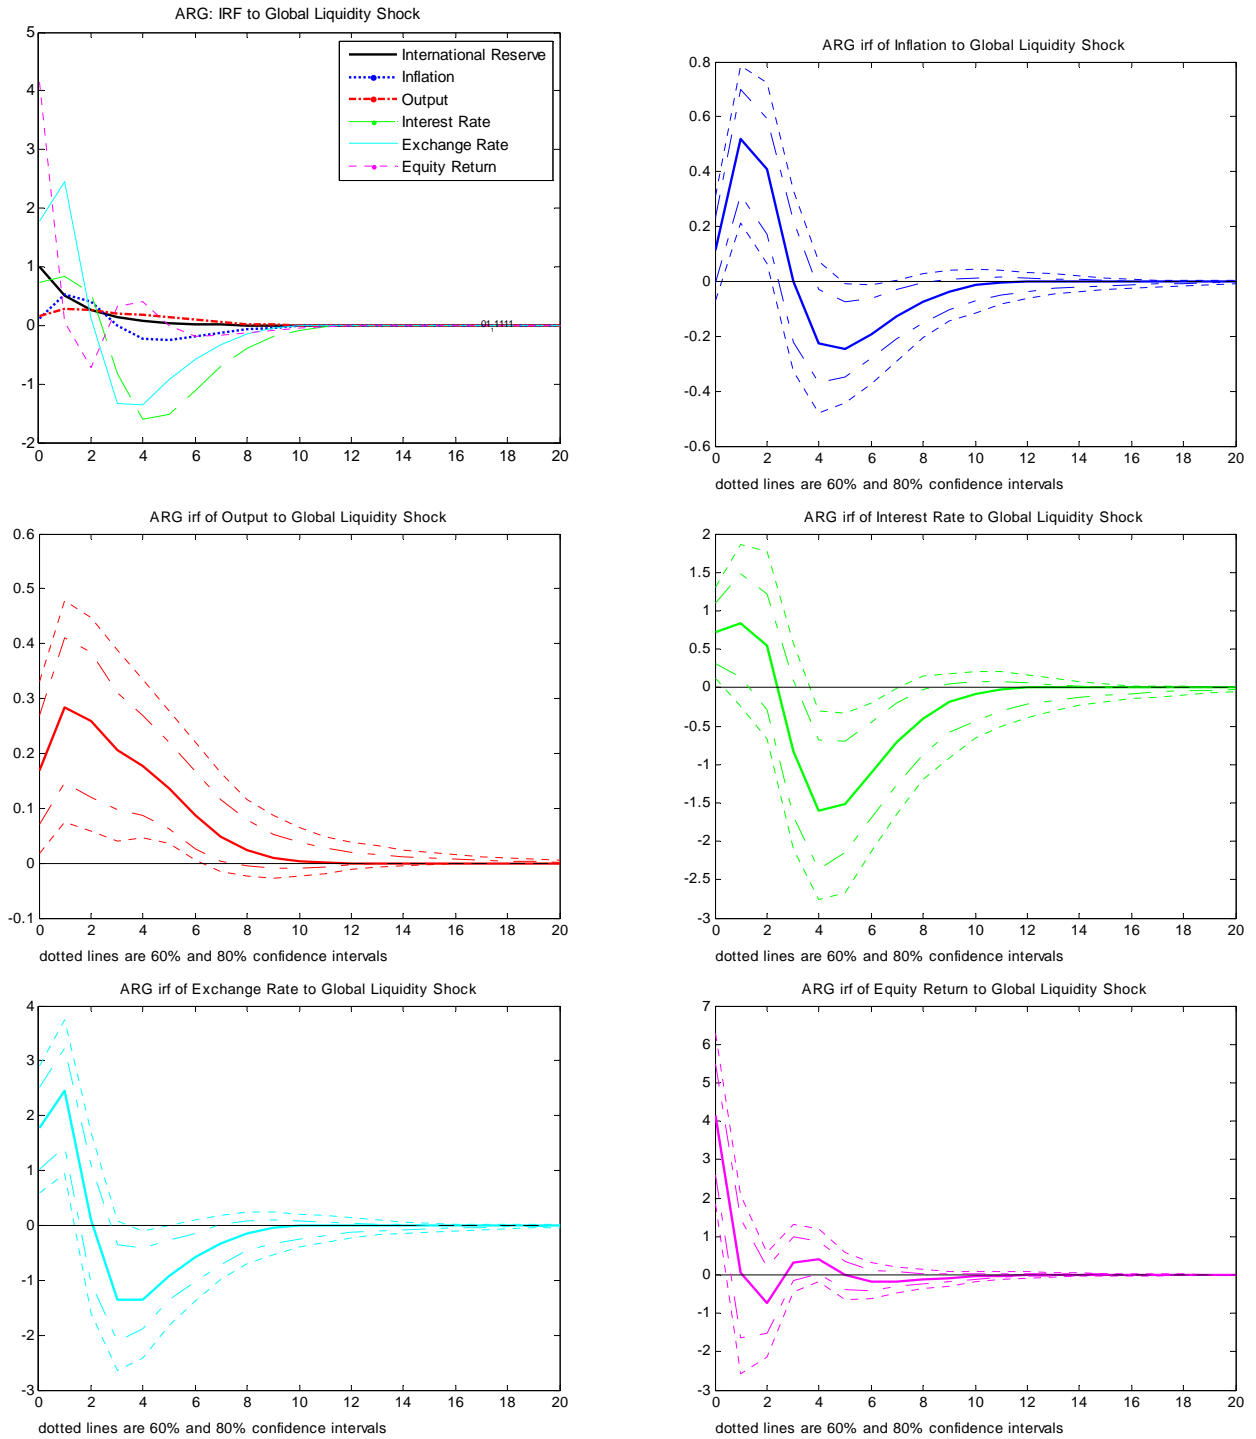 ARG: IRF to Global Liquidity Shock
5
4
3
2
1
0
-1
-2
0 2 4 6 8 10 12 14 16 18 20
International Reserve
Inflation
Output
Interest Rate
Exchange Rate
Equity Return
ARG irf of Inflation to Global Liquidity Shock
0.8
0.6
0.4
0.2
0
-0.2
-0.4
-0.6
0 2 4 6 8 10 12 14 16 18 20
dotted lines are 60% and 80% confidence intervals
ARG irf of Output to Global Liquidity Shock
0.6
0.5
0.4
0.3
0.2
0.1
0
-0.1
0 2 4 6 8 10 12 14 16 18 20
dotted lines are 60% and 80% confidence intervals
ARG irf of Interest Rate to Global Liquidity Shock
2
1.5
1
0.5
0
-0.5
-1
-1.5
-2
-2.5
-3
0 2 4 6 8 10 12 14 16 18 20
dotted lines are 60% and 80% confidence intervals
ARG irf of Exchange Rate to Global Liquidity Shock
4
3
2
1
0
-1
-2
-3
0 2 4 6 8 10 12 14 16 18 20
dotted lines are 60% and 80% confidence intervals
ARG irf of Equity Return to Global Liquidity Shock
7
6
5
4
3
2
1
0
-1
-2
-3
0 2 4 6 8 10 12 14 16 18 20
dotted lines are 60% and 80% confidence intervals